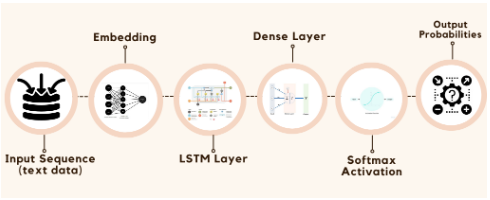 Input Sequence
(text data)
Embedding
LSTM Layer
Dense Layer
Softmax
Activation
Output
Probabilities